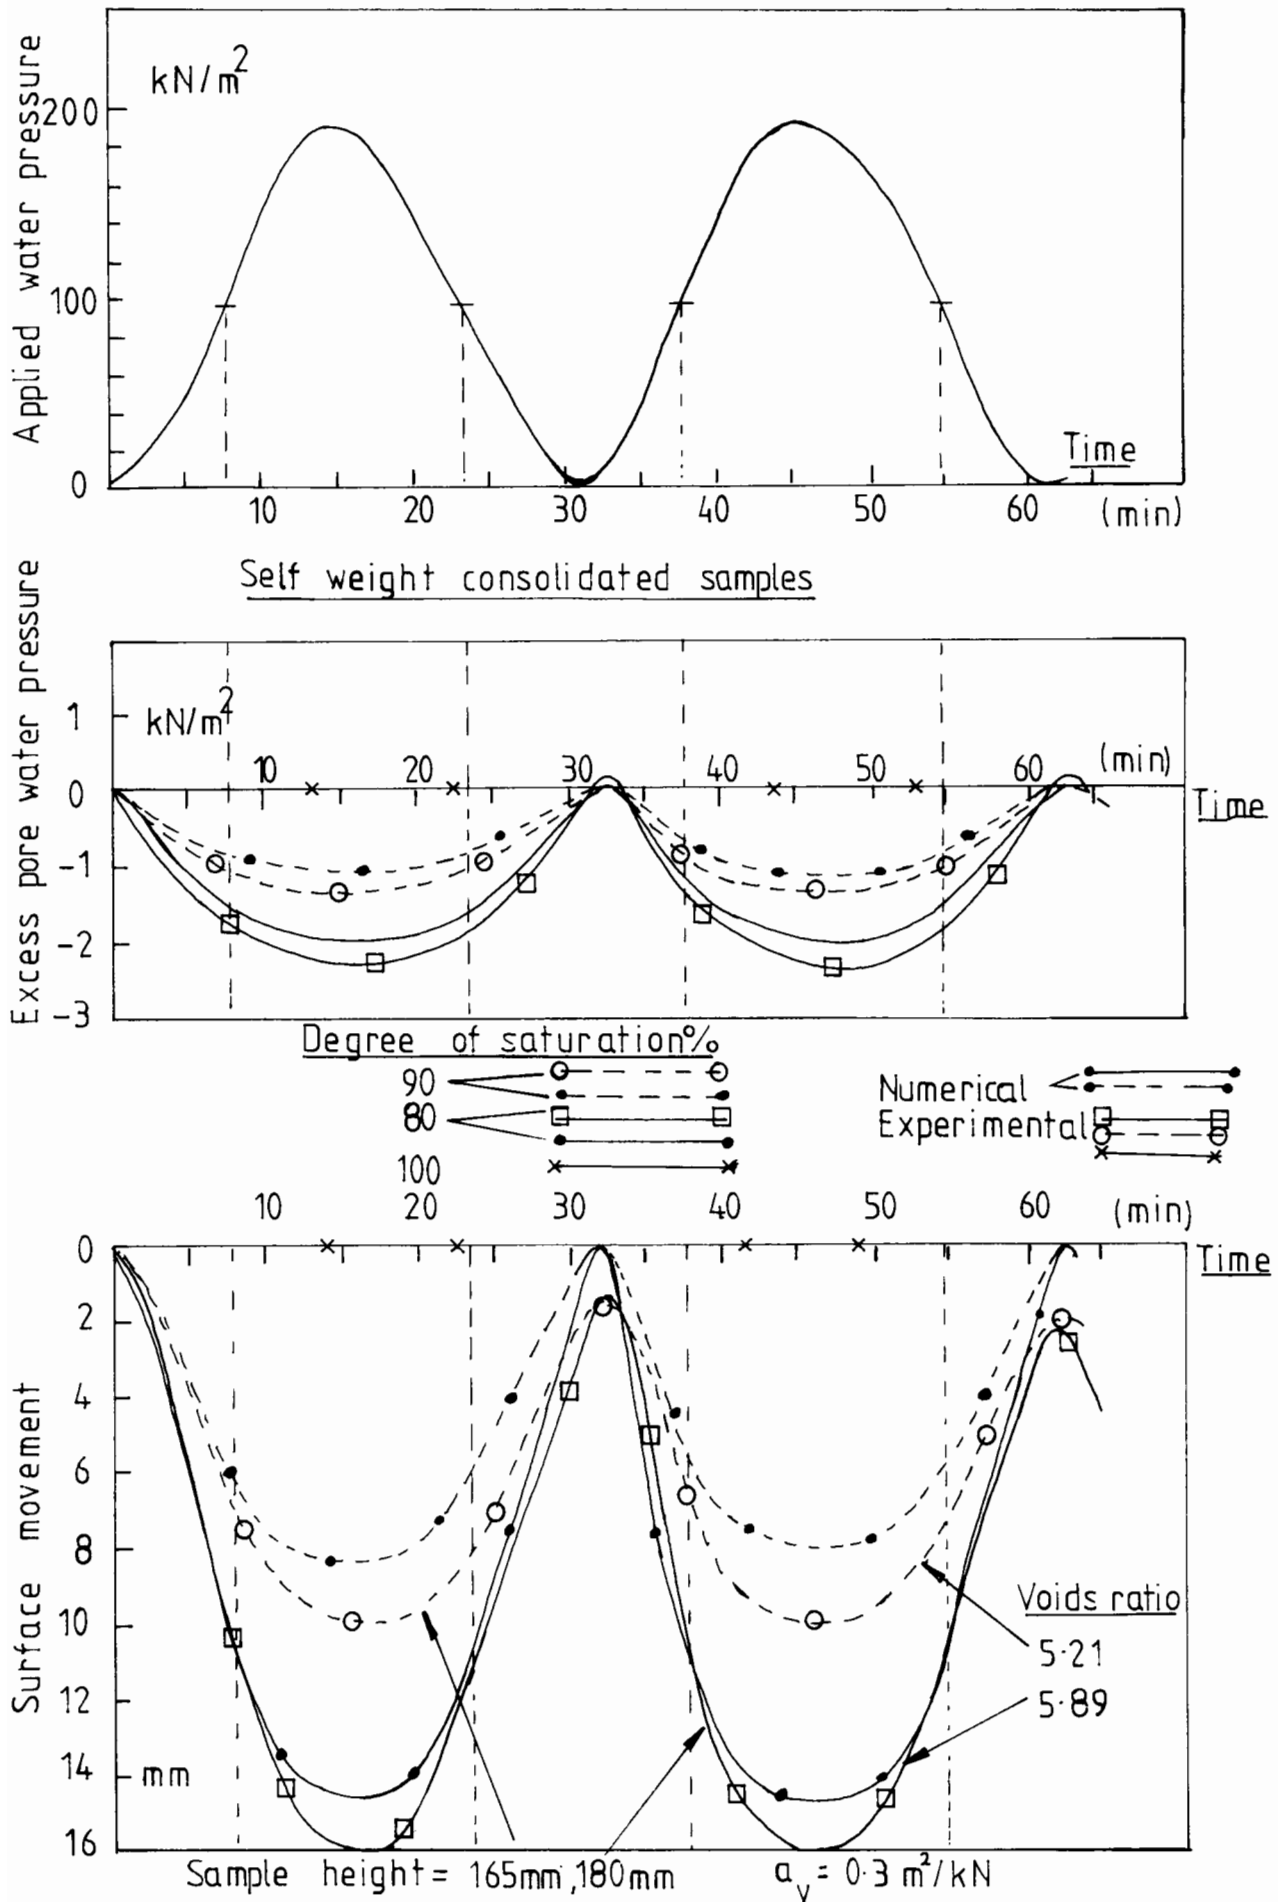 Applied water pressure
kN/m²
200
100
0
10 20 30 40 50 60 (min)
Time
Self weight consolidated samples
Excess pore water pressure
kN/m²
1
0
-1
-2
-3
10 20 30 40 50 60 (min)
Time
Degree of saturation%
90
80
100
Numerical
Experimental
10 20 30 40 50 60 (min)
Time
Surface movement
0
2
4
6
8
10
12
14
16
mm
Voids ratio
5·21
5·89
Sample height = 165mm, 180mm a_v = 0·3 m²/kN